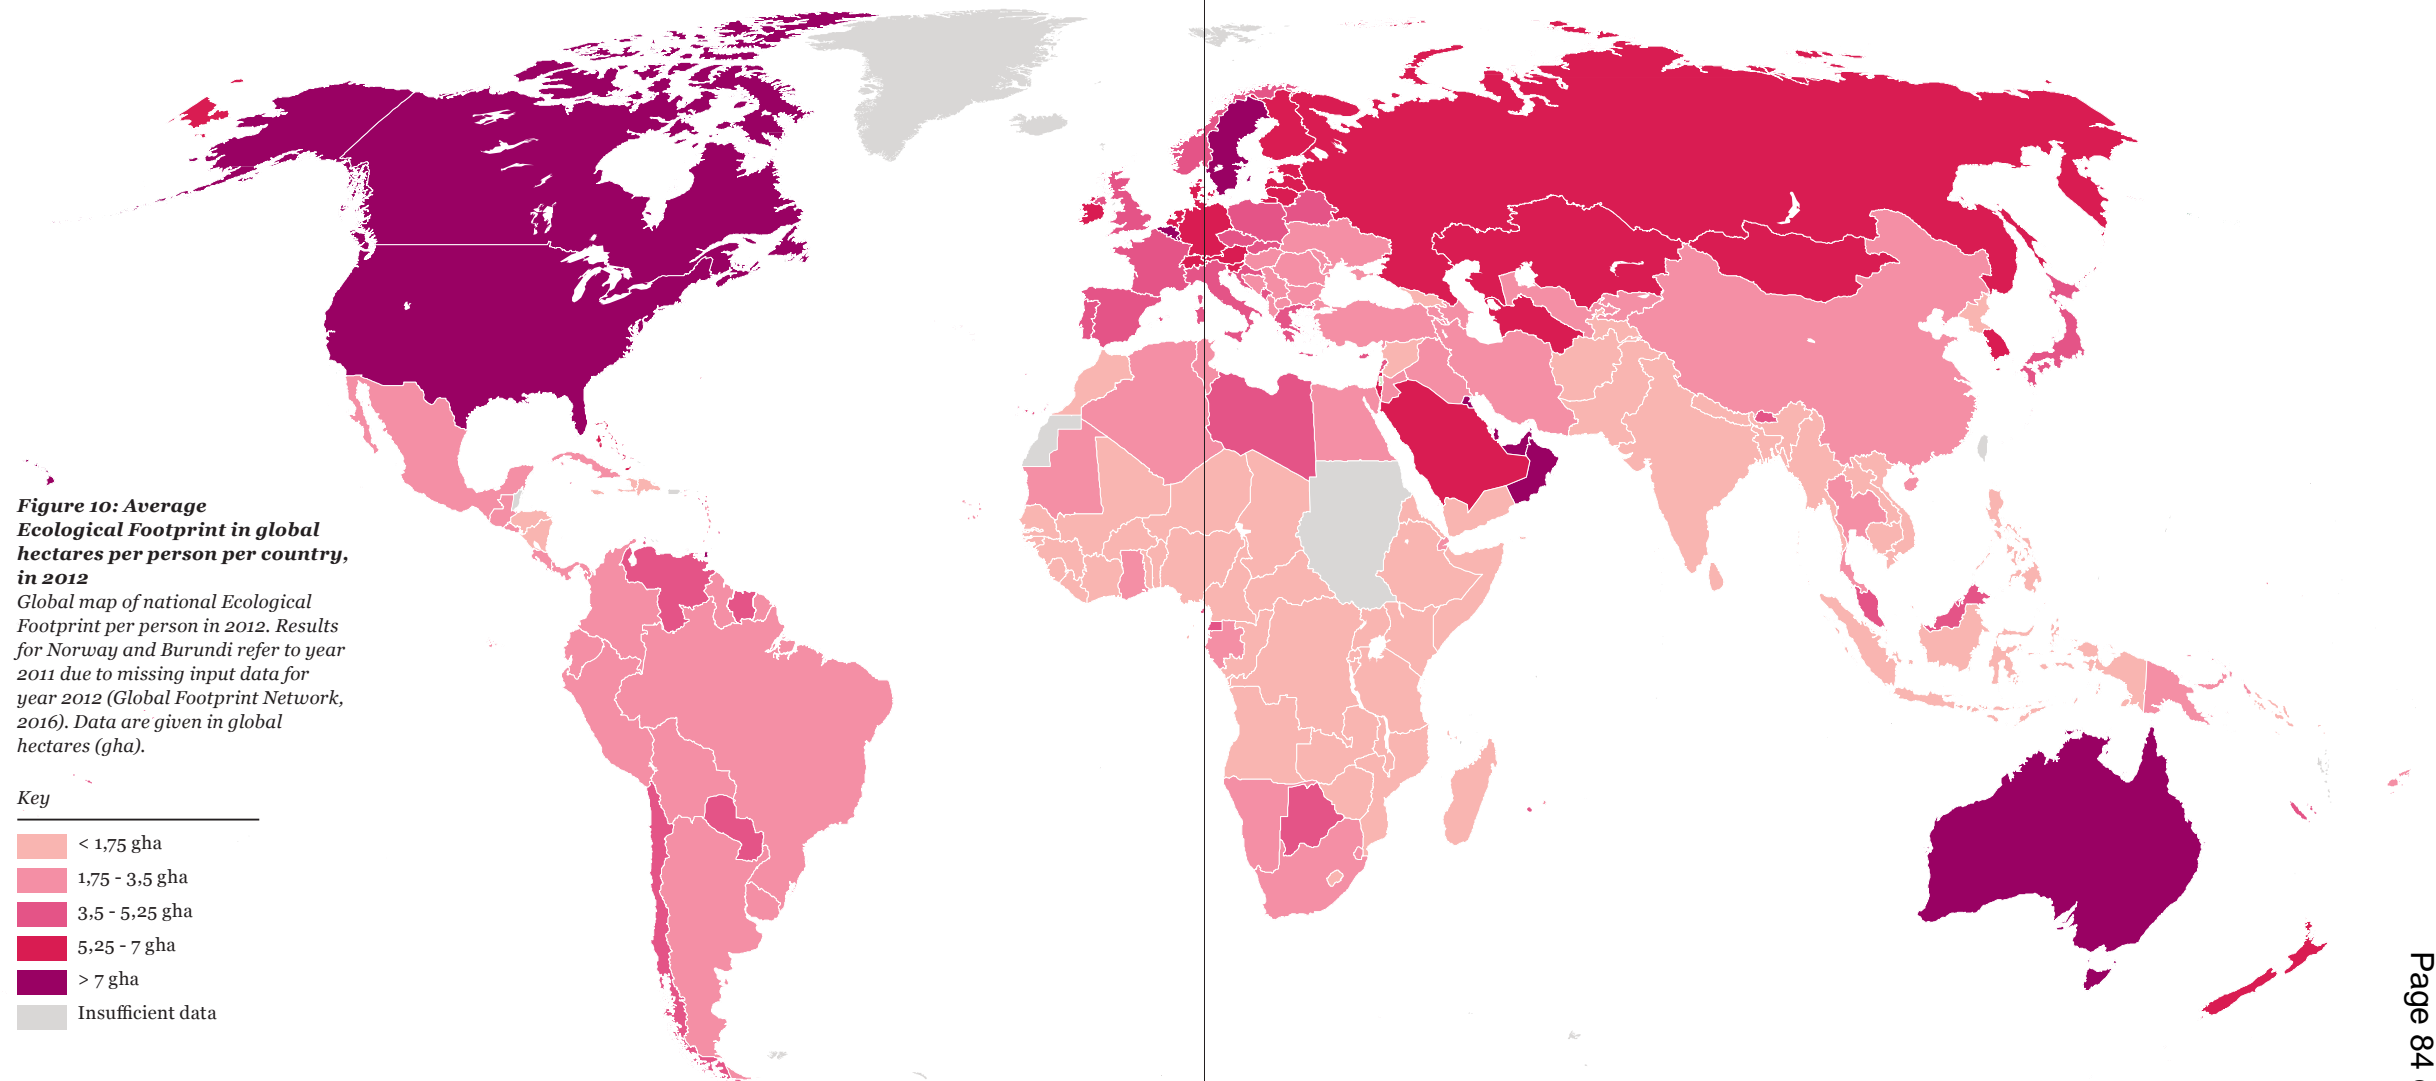 Figure 10: Average
Ecological Footprint in global
hectares per person per country,
in 2012
Global map of national Ecological
Footprint per person in 2012. Results
for Norway and Burundi refer to year
2011 due to missing input data for
year 2012 (Global Footprint Network,
2016). Data are given in global
hectares (gha).
Key
< 1,75 gha
1,75 - 3,5 gha
3,5 - 5,25 gha
5,25 - 7 gha
> 7 gha
Insufficient data
Page 84